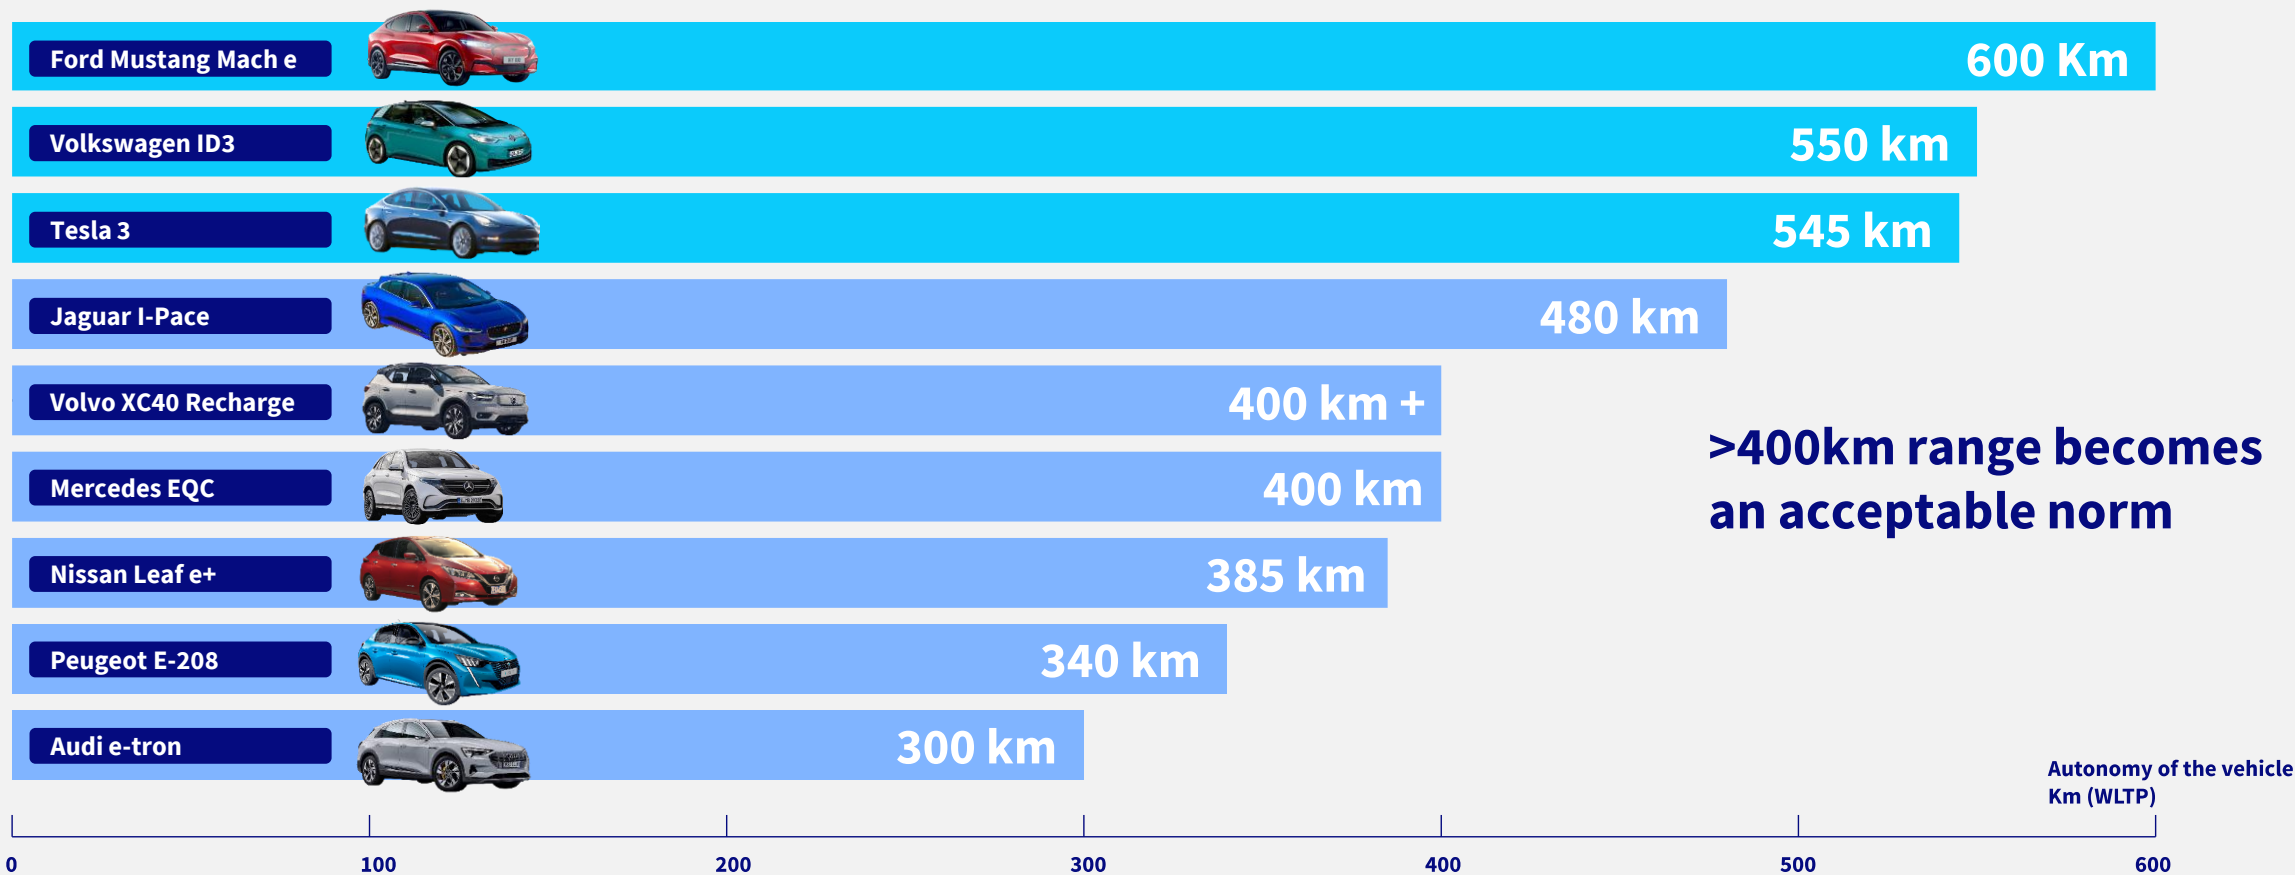 Ford Mustang Mach e
600 Km
Volkswagen ID3
550 km
Tesla 3
545 km
Jaguar I-Pace
480 km
Volvo XC40 Recharge
400 km +
Mercedes EQC
400 km
>400km range becomes
an acceptable norm
Nissan Leaf e+
385 km
Peugeot E-208
340 km
Audi e-tron
300 km
Autonomy of the vehicle
Km (WLTP)
0 100 200 300 400 500 600